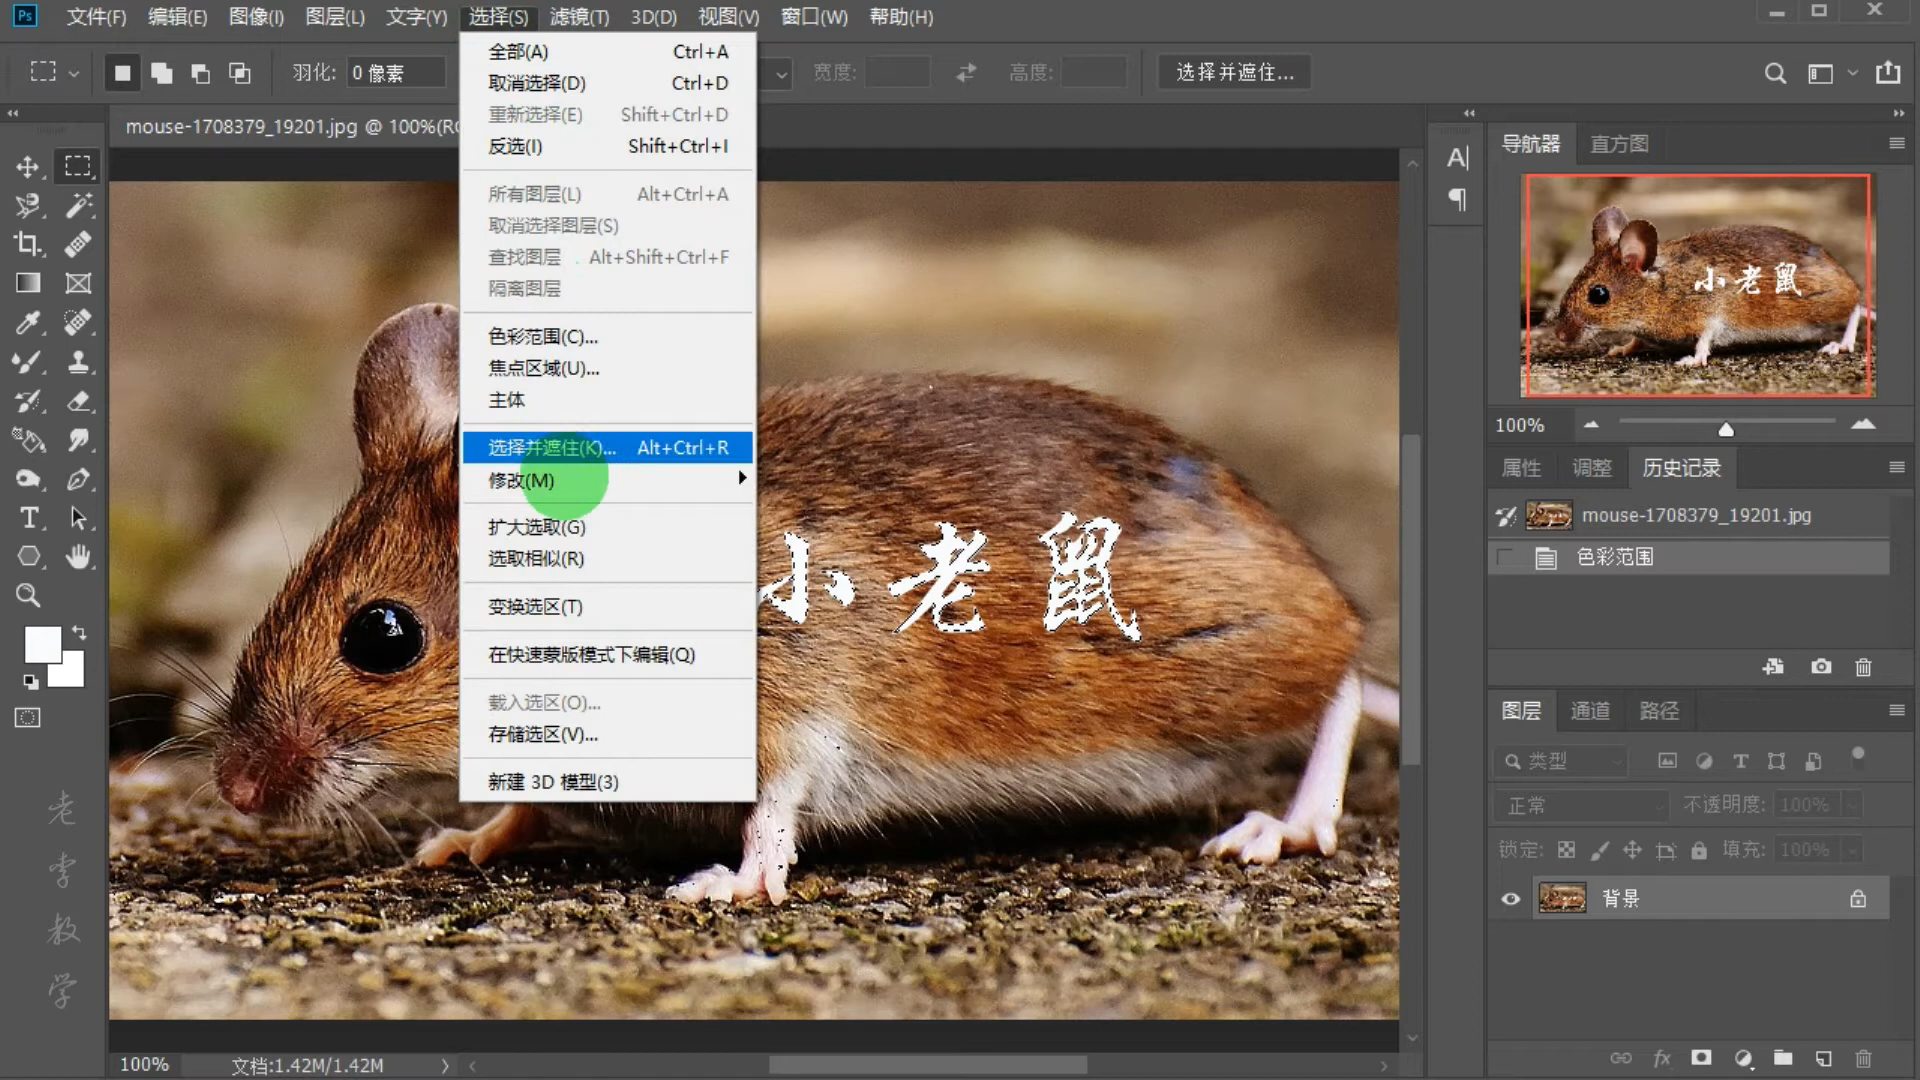 Ps 文件(F) 编辑(E) 图像(I) 图层(L) 文字(Y) 选择(S) 滤镜(T) 3D(D) 视图(V) 窗口(W) 帮助(H)
羽化: 0 像素 宽度: 高度: 选择并遮住...
mouse-1708379_19201.jpg @ 100%(R
全部(A) Ctrl+A
取消选择(D) Ctrl+D
重新选择(E) Shift+Ctrl+D
反选(I) Shift+Ctrl+I
所有图层(L) Alt+Ctrl+A
取消选择图层(S)
查找图层 Alt+Shift+Ctrl+F
隔离图层
色彩范围(C)...
焦点区域(U)...
主体
选择并遮住(K)... Alt+Ctrl+R
修改(M)
扩大选取(G)
选取相似(R)
变换选区(T)
在快速蒙版模式下编辑(Q)
载入选区(O)...
存储选区(V)...
新建 3D 模型(3)
小老鼠
老
李
教
学
100% 文档:1.42M/1.42M
导航器 直方图
小老鼠
100%
属性 调整 历史记录
mouse-1708379_19201.jpg
色彩范围
图层 通道 路径
类型
正常 不透明度: 100%
锁定: 填充: 100%
背景
fx